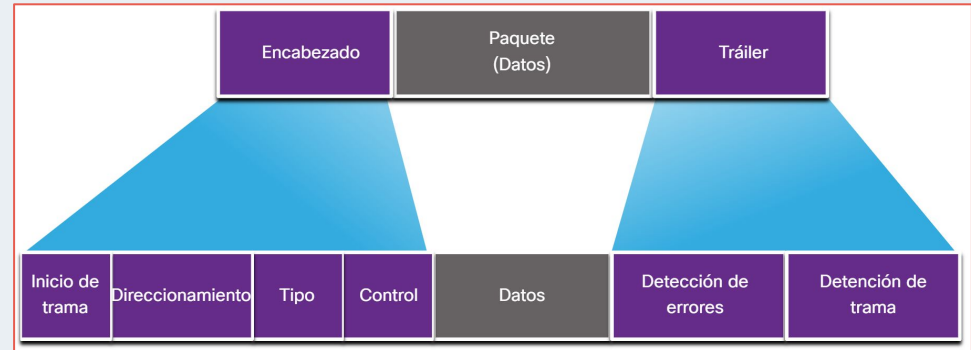 Encabezado
Paquete
(Datos)
Tráiler
Inicio de
trama
Direccionamiento
Tipo
Control
Datos
Detección de
errores
Detención de
trama